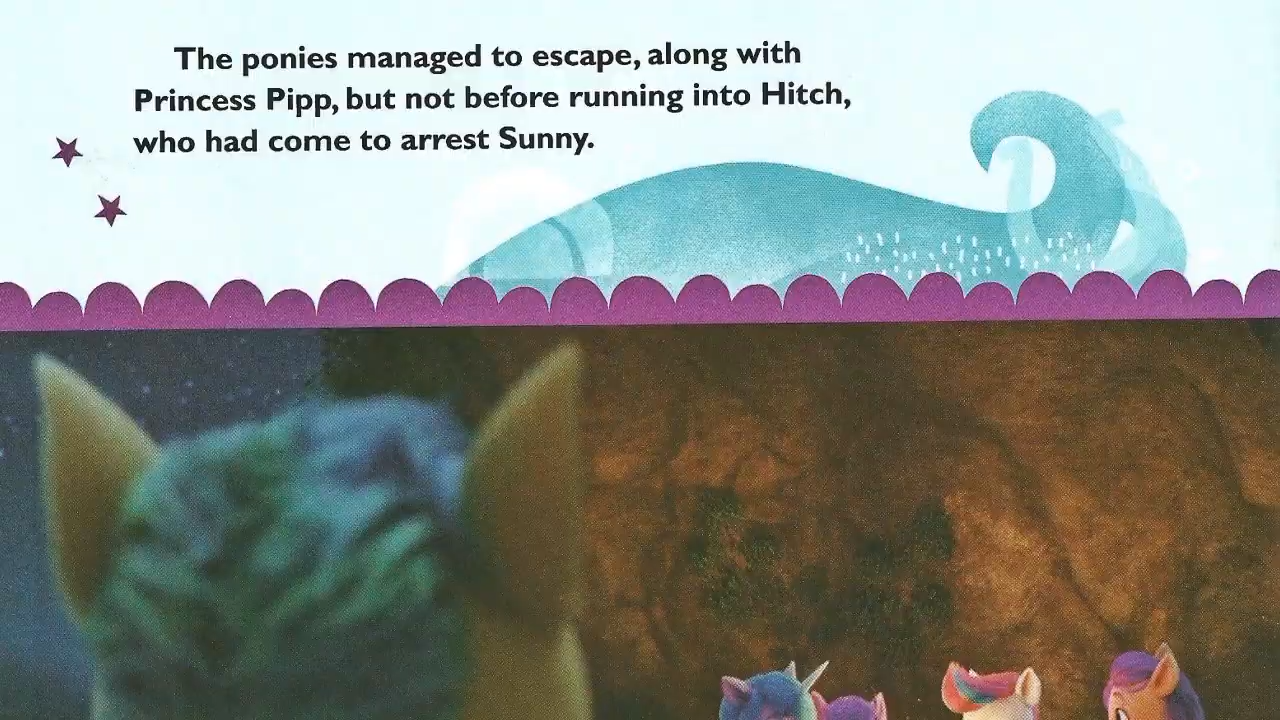 The ponies managed to escape, along with
Princess Pipp, but not before running into Hitch,
who had come to arrest Sunny.